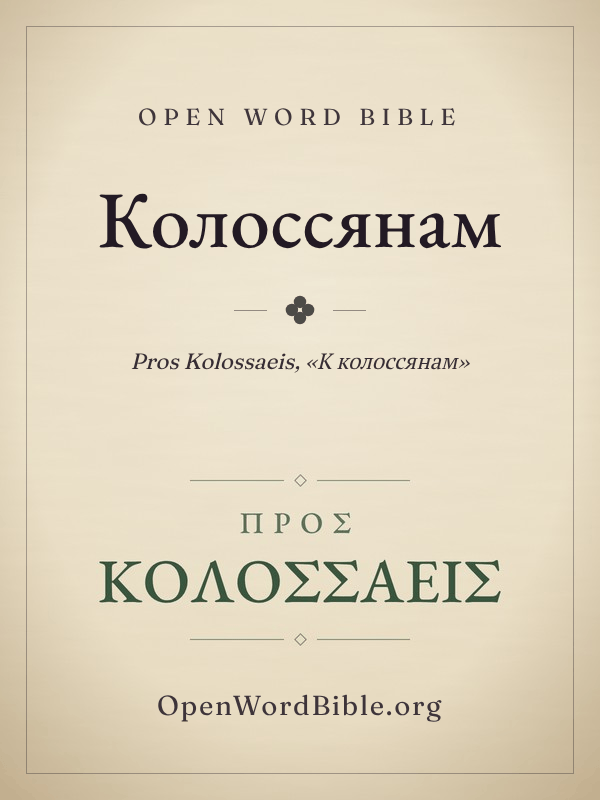 OPEN WORD BIBLE
Колоссянам
Pros Kolossaeis, «К колоссянам»
ΠΡΟΣ
ΚΟΛΟΣΣΑΕΙΣ
OpenWordBible.org